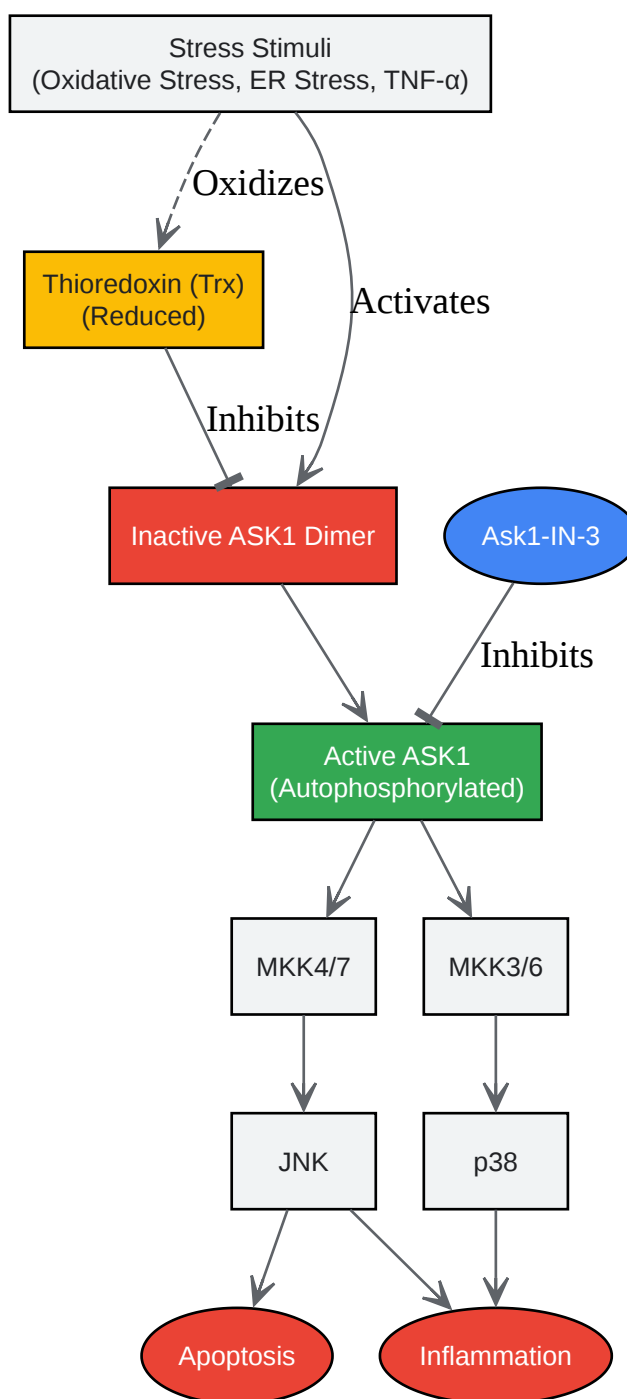 Stress Stimuli
(Oxidative Stress, ER Stress, TNF-α)
Oxidizes
Thioredoxin (Trx)
(Reduced)
Activates
Inhibits
Inactive ASK1 Dimer
Ask1-IN-3
Inhibits
Active ASK1
(Autophosphorylated)
MKK4/7
MKK3/6
JNK
p38
Apoptosis
Inflammation